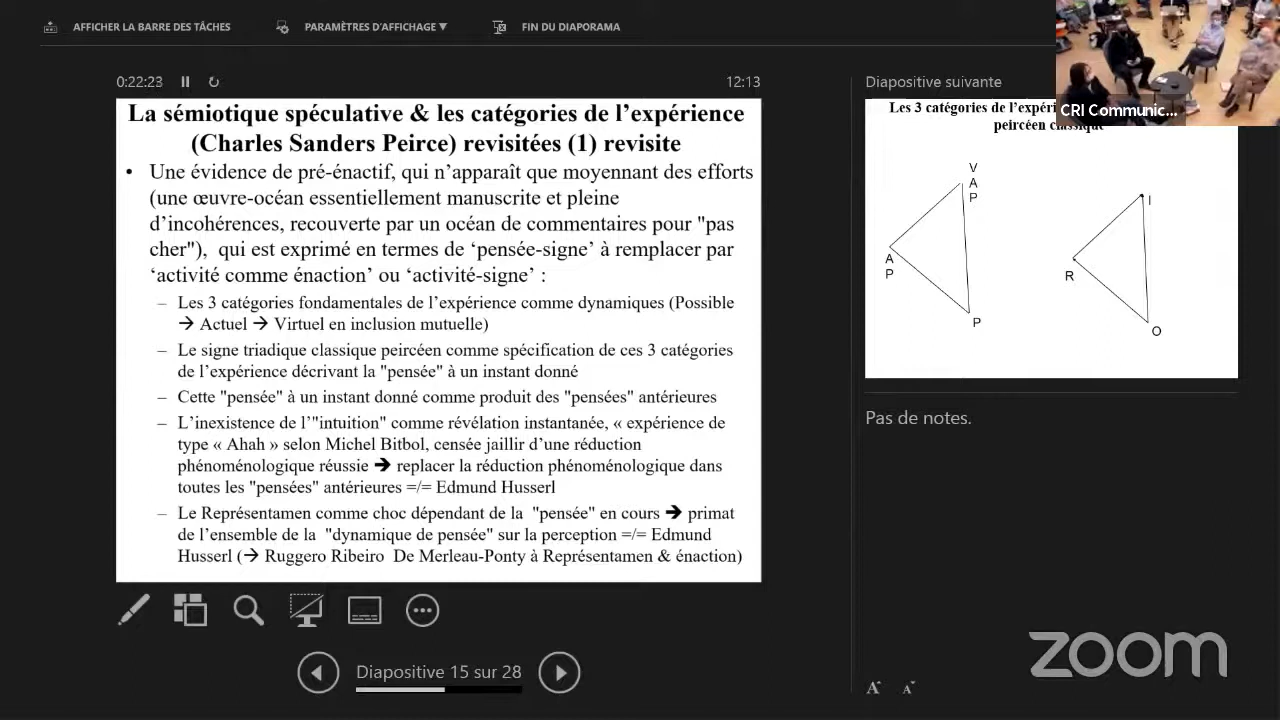 AFFICHER LA BARRE DES TÂCHES
PARAMÈTRES D'AFFICHAGE ▼
FIN DU DIAPORAMA
0:22:23
12:13
La sémiotique spéculative & les catégories de l'expérience
(Charles Sanders Peirce) revisitées (1) revisite
• Une évidence de pré-énactif, qui n'apparaît que moyennant des efforts
(une œuvre-océan essentiellement manuscrite et pleine
d'incohérences, recouverte par un océan de commentaires pour "pas
cher"), qui est exprimé en termes de 'pensée-signe' à remplacer par
'activité comme énaction' ou 'activité-signe' :
– Les 3 catégories fondamentales de l'expérience comme dynamiques (Possible
→ Actuel → Virtuel en inclusion mutuelle)
– Le signe triadique classique peircéen comme spécification de ces 3 catégories
de l'expérience décrivant la "pensée" à un instant donné
– Cette "pensée" à un instant donné comme produit des "pensées" antérieures
– L'inexistence de l'"intuition" comme révélation instantanée, « expérience de
type « Ahah » selon Michel Bitbol, censée jaillir d'une réduction
phénoménologique réussie ➔ replacer la réduction phénoménologique dans
toutes les "pensées" antérieures =/= Edmund Husserl
– Le Représentamen comme choc dépendant de la "pensée" en cours ➔ primat
de l'ensemble de la "dynamique de pensée" sur la perception =/= Edmund
Husserl (→ Ruggero Ribeiro De Merleau-Ponty à Représentamen & énaction)
Diapositive 15 sur 28
Diapositive suivante
CRI Communic...
Les 3 catégories de l'expéri
peircéen classique
V
A
P
A
P
P
I
R
O
Pas de notes.
A
A
zoom